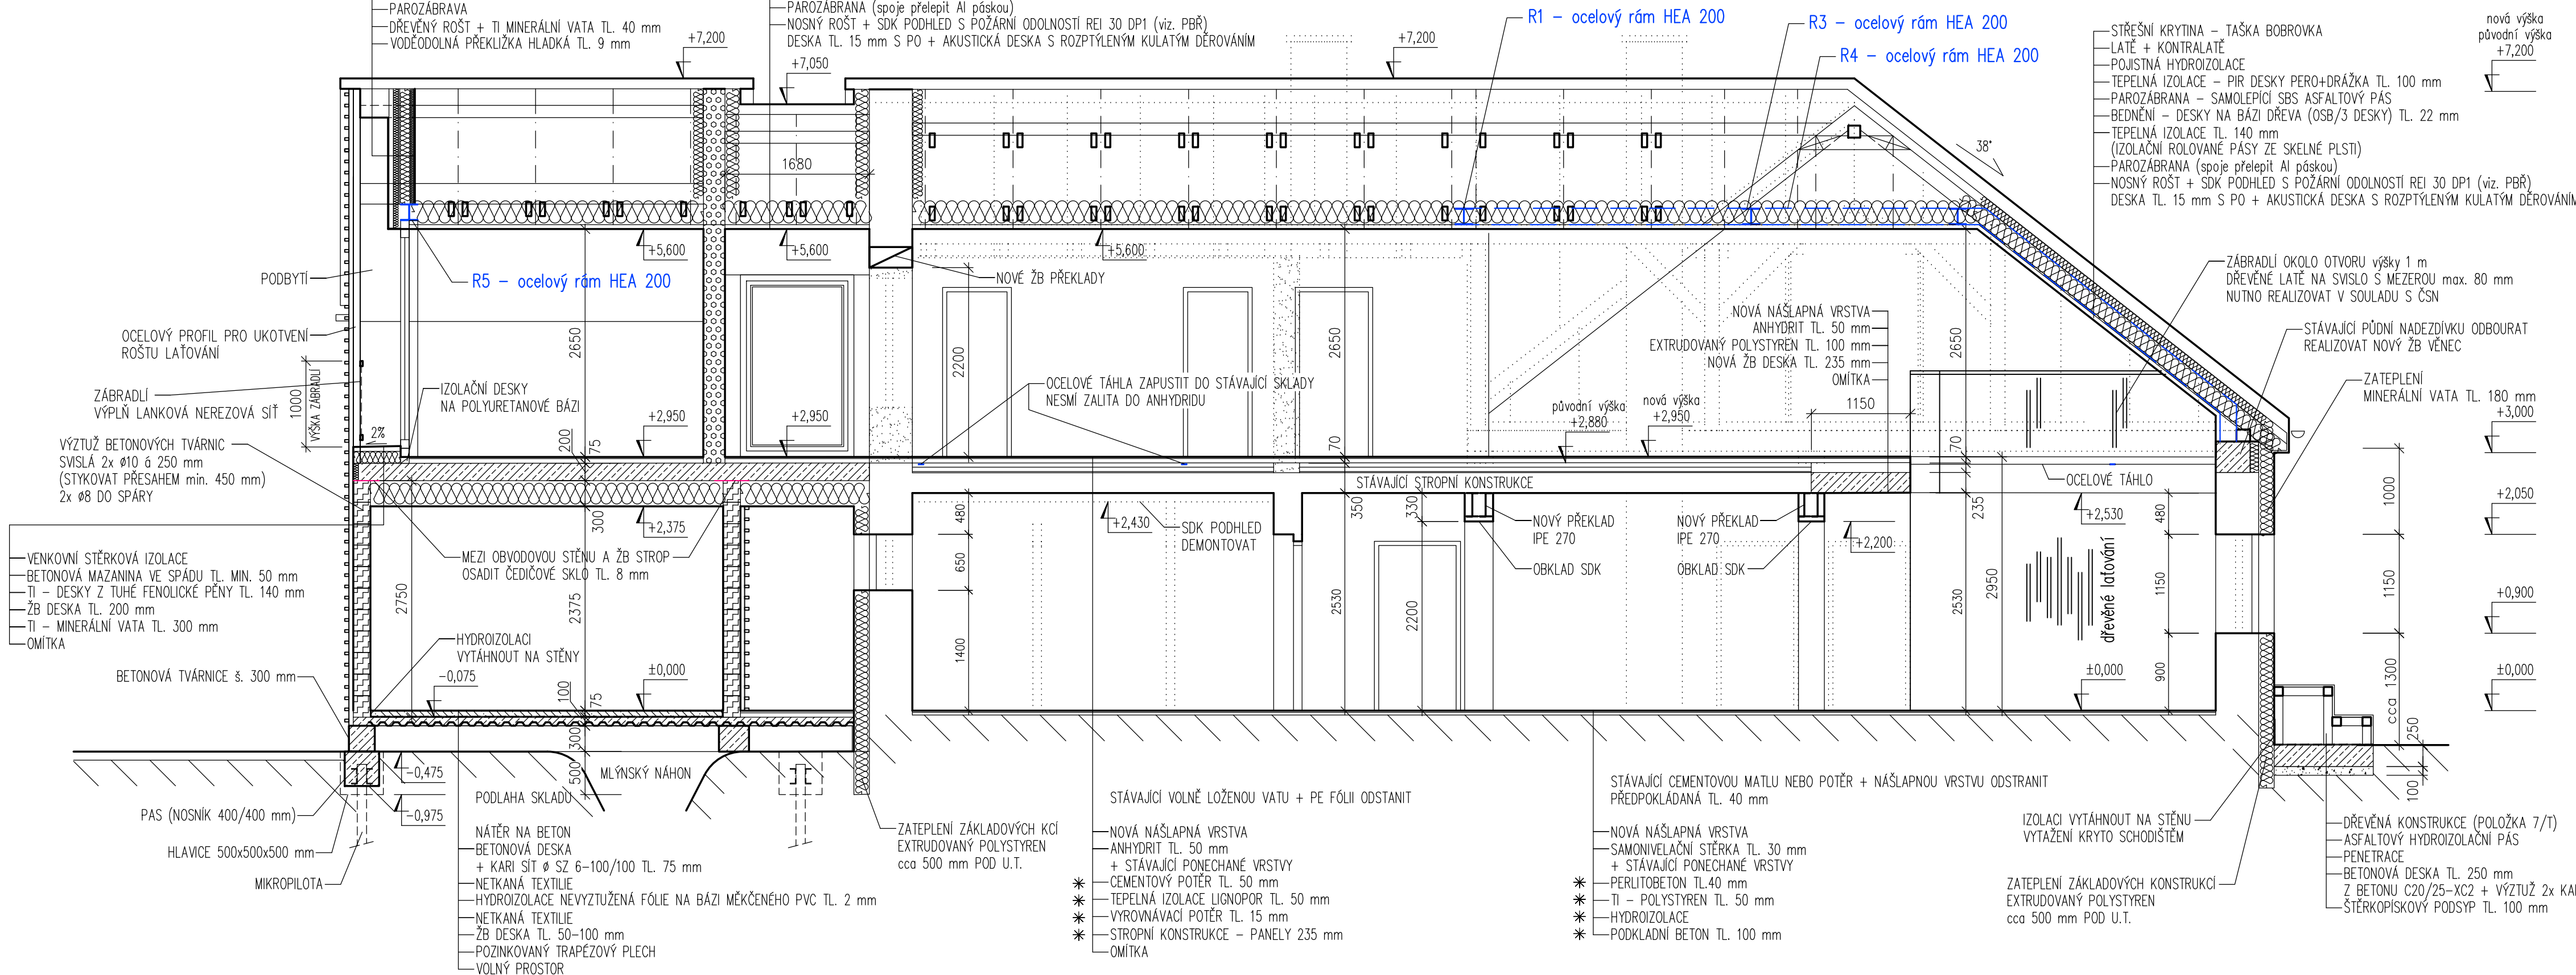 PAROZÁBRAVA
DŘEVĚNÝ ROŠT + TI MINERÁLNÍ VATA TL. 40 mm
VODĚODOLNÁ PŘEKLIŽKA HLADKÁ TL. 9 mm
+7,200
PAROZÁBRANA (spoje přelepit Al páskou)
NOSNÝ ROŠT + SDK PODHLED S POŽÁRNÍ ODOLNOSTÍ REI 30 DP1 (viz. PBŘ)
DESKA TL. 15 mm S PO + AKUSTICKÁ DESKA S ROZPTÝLENÝM KULATÝM DĚROVÁNÍM
+7,050
+7,200
R1 – ocelový rám HEA 200
R3 – ocelový rám HEA 200
R4 – ocelový rám HEA 200
STŘEŠNÍ KRYTINA – TAŠKA BOBROVKA
LATĚ + KONTRALATĚ
POJISTNÁ HYDROIZOLACE
TEPELNÁ IZOLACE – PIR DESKY PERO+DRÁŽKA TL. 100 mm
PAROZÁBRANA – SAMOLEPÍCÍ SBS ASFALTOVÝ PÁS
BEDNĚNÍ – DESKY NA BÁZI DŘEVA (OSB/3 DESKY) TL. 22 mm
TEPELNÁ IZOLACE TL. 140 mm
(IZOLAČNÍ ROLOVANÉ PÁSY ZE SKELNÉ PLSTI)
PAROZÁBRANA (spoje přelepit Al páskou)
NOSNÝ ROŠT + SDK PODHLED S POŽÁRNÍ ODOLNOSTÍ REI 30 DP1 (viz. PBŘ)
DESKA TL. 15 mm S PO + AKUSTICKÁ DESKA S ROZPTÝLENÝM KULATÝM DĚROVÁNÍM
nová výška
původní výška
+7,200
1680
38°
+5,600
+5,600
+5,600
PODBYTÍ
R5 – ocelový rám HEA 200
NOVÉ ŽB PŘEKLADY
OCELOVÝ PROFIL PRO UKOTVENÍ
ROŠTU LAŤOVÁNÍ
ZÁBRADLÍ
VÝPLŇ LANKOVÁ NEREZOVÁ SÍŤ
1000
VÝŠKA ZÁBRADLÍ
2%
IZOLAČNÍ DESKY
NA POLYURETANOVÉ BÁZI
2650
2200
2650
2650
+2,950
+2,950
200
75
OCELOVÉ TÁHLA ZAPUSTIT DO STÁVAJÍCÍ SKLADY
NESMÍ ZALITA DO ANHYDRIDU
NOVÁ NÁŠLAPNÁ VRSTVA
ANHYDRIT TL. 50 mm
EXTRUDOVANÝ POLYSTYREN TL. 100 mm
NOVÁ ŽB DESKA TL. 235 mm
OMÍTKA
původní výška
+2,880
nová výška
+2,950
1150
70
70
ZÁBRADLÍ OKOLO OTVORU výšky 1 m
DŘEVĚNÉ LATĚ NA SVISLO S MEZEROU max. 80 mm
NUTNO REALIZOVAT V SOULADU S ČSN
STÁVAJÍCÍ PŮDNÍ NADEZDÍVKU ODBOURAT
REALIZOVAT NOVÝ ŽB VĚNEC
ZATEPLENÍ
MINERÁLNÍ VATA TL. 180 mm
+3,000
VÝZTUŽ BETONOVÝCH TVÁRNIC
SVISLÁ 2x ø10 á 250 mm
(STYKOVAT PŘESAHEM min. 450 mm)
2x ø8 DO SPÁRY
STÁVAJÍCÍ STROPNÍ KONSTRUKCE
OCELOVÉ TÁHLO
300
+2,375
480
+2,430
SDK PODHLED
DEMONTOVAT
350
330
NOVÝ PŘEKLAD
IPE 270
OBKLAD SDK
NOVÝ PŘEKLAD
IPE 270
OBKLAD SDK
+2,200
235
+2,530
480
1000
+2,050
VENKOVNÍ STĚRKOVÁ IZOLACE
BETONOVÁ MAZANINA VE SPÁDU TL. MIN. 50 mm
TI – DESKY Z TUHÉ FENOLICKÉ PĚNY TL. 140 mm
ŽB DESKA TL. 200 mm
TI – MINERÁLNÍ VATA TL. 300 mm
OMÍTKA
MEZI OBVODOVOU STĚNU A ŽB STROP
OSADIT ČEDIČOVÉ SKLO TL. 8 mm
2750
2375
650
1400
2530
2200
2530
2950
dřevěné laťování
1150
900
1150
+0,900
HYDROIZOLACI
VYTÁHNOUT NA STĚNY
BETONOVÁ TVÁRNICE š. 300 mm
-0,075
100
75
±0,000
±0,000
±0,000
cca 1300
250
100
300
500
-0,475
-0,975
MLÝNSKÝ NÁHON
PAS (NOSNÍK 400/400 mm)
HLAVICE 500x500x500 mm
MIKROPILOTA
PODLAHA SKLADU
NÁTĚR NA BETON
BETONOVÁ DESKA
+ KARI SÍT ø SZ 6-100/100 TL. 75 mm
NETKANÁ TEXTILIE
HYDROIZOLACE NEVYZTUŽENÁ FÓLIE NA BÁZI MĚKČENÉHO PVC TL. 2 mm
NETKANÁ TEXTILIE
ŽB DESKA TL. 50-100 mm
POZINKOVANÝ TRAPÉZOVÝ PLECH
VOLNÝ PROSTOR
ZATEPLENÍ ZÁKLADOVÝCH KCÍ
EXTRUDOVANÝ POLYSTYREN
cca 500 mm POD U.T.
STÁVAJÍCÍ VOLNĚ LOŽENOU VATU + PE FÓLII ODSTANIT
NOVÁ NÁŠLAPNÁ VRSTVA
ANHYDRIT TL. 50 mm
+ STÁVAJÍCÍ PONECHANÉ VRSTVY
* CEMENTOVÝ POTĚR TL. 50 mm
* TEPELNÁ IZOLACE LIGNOPOR TL. 50 mm
* VYROVNÁVACÍ POTĚR TL. 15 mm
* STROPNÍ KONSTRUKCE – PANELY 235 mm
OMÍTKA
STÁVAJÍCÍ CEMENTOVOU MATLU NEBO POTĚR + NÁŠLAPNOU VRSTVU ODSTRANIT
PŘEDPOKLÁDANÁ TL. 40 mm
NOVÁ NÁŠLAPNÁ VRSTVA
SAMONIVELAČNÍ STĚRKA TL. 30 mm
+ STÁVAJÍCÍ PONECHANÉ VRSTVY
* PERLITOBETON TL.40 mm
* TI – POLYSTYREN TL. 50 mm
* HYDROIZOLACE
* PODKLADNÍ BETON TL. 100 mm
IZOLACI VYTÁHNOUT NA STĚNU
VYTAŽENÍ KRYTO SCHODIŠTĚM
ZATEPLENÍ ZÁKLADOVÝCH KONSTRUKCÍ
EXTRUDOVANÝ POLYSTYREN
cca 500 mm POD U.T.
DŘEVĚNÁ KONSTRUKCE (POLOŽKA 7/T)
ASFALTOVÝ HYDROIZOLAČNÍ PÁS
PENETRACE
BETONOVÁ DESKA TL. 250 mm
Z BETONU C20/25-XC2 + VÝZTUŽ 2x KA
ŠTĚRKOPÍSKOVÝ PODSYP TL. 100 mm